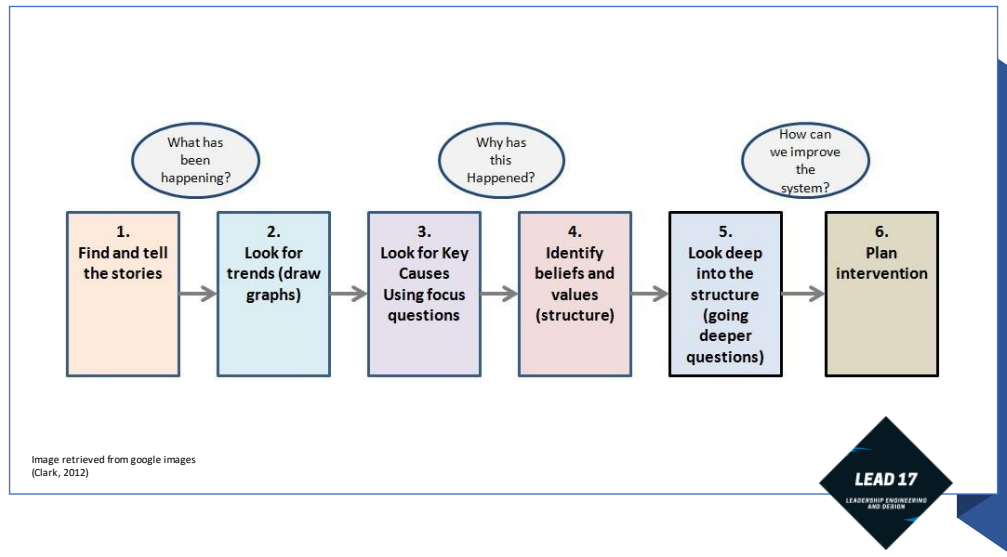 What has
been
happening?
Why has
this
Happened?
How can
we improve
the
system?
1.
Find and tell
the stories
2.
Look for
trends (draw
graphs)
3.
Look for Key
Causes
Using focus
questions
4.
Identify
beliefs and
values
(structure)
5.
Look deep
into the
structure
(going
deeper
questions)
6.
Plan
intervention
Image retrieved from google images
(Clark, 2012)
LEAD 17
LEADERSHIP ENGINEERING
AND DESIGN